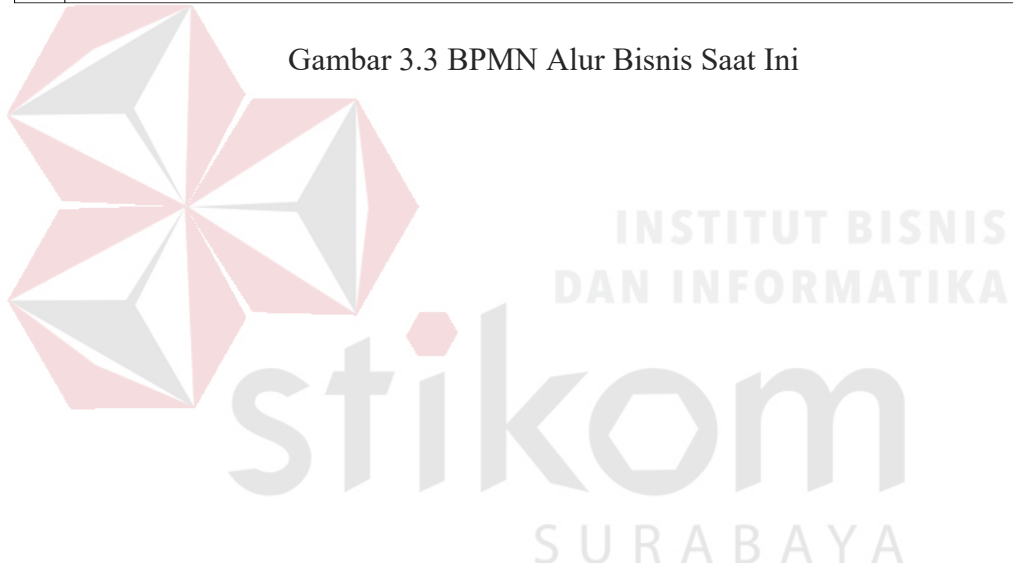 Gambar 3.3 BPMN Alur Bisnis Saat Ini
INSTITUT BISNIS
DAN INFORMATIKA
stikom
SURABAYA